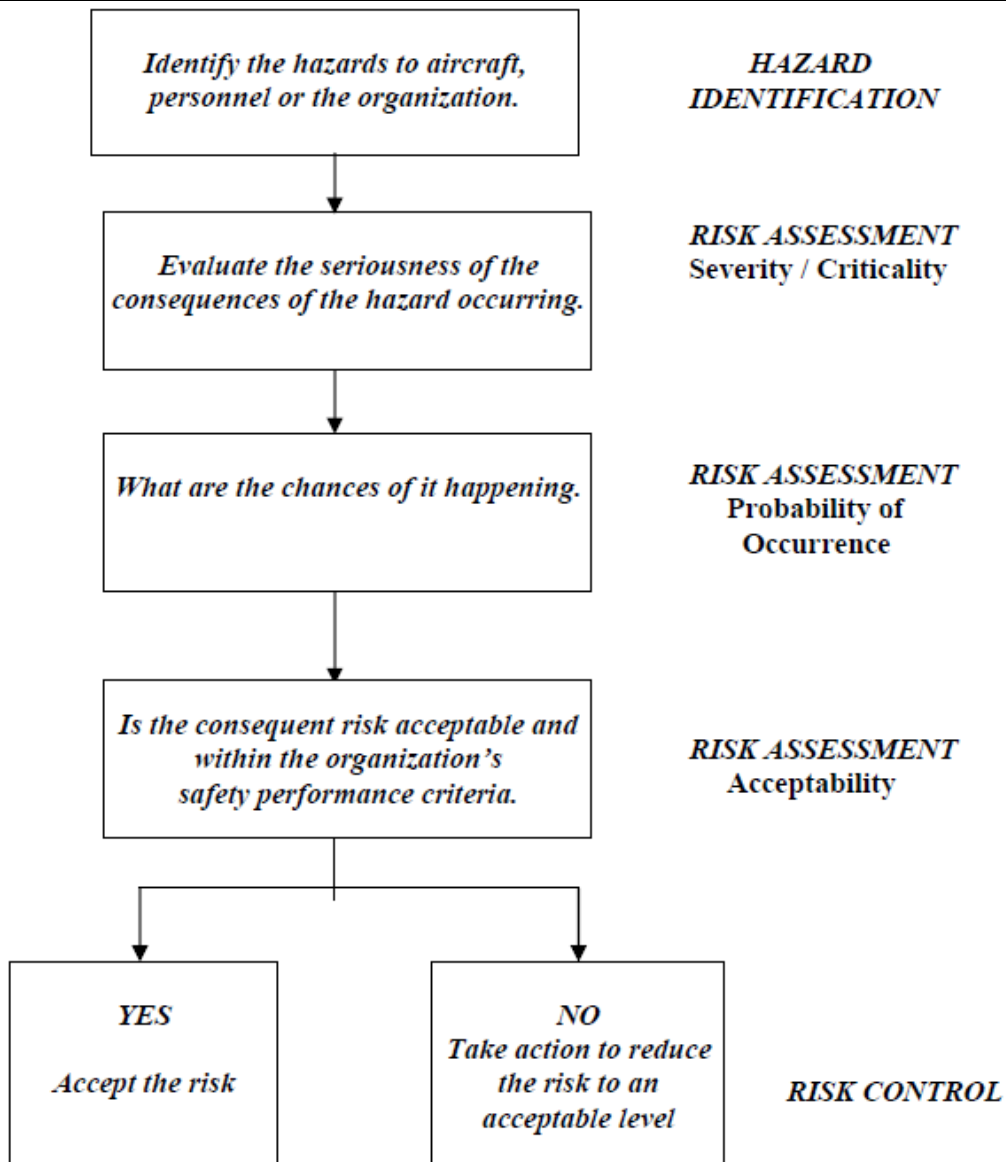 Identify the hazards to aircraft,
personnel or the organization.
HAZARD
IDENTIFICATION
Evaluate the seriousness of the
consequences of the hazard occurring.
RISK ASSESSMENT
Severity / Criticality
What are the chances of it happening.
RISK ASSESSMENT
Probability of
Occurrence
Is the consequent risk acceptable and
within the organization’s
safety performance criteria.
RISK ASSESSMENT
Acceptability
YES
Accept the risk
NO
Take action to reduce
the risk to an
acceptable level
RISK CONTROL